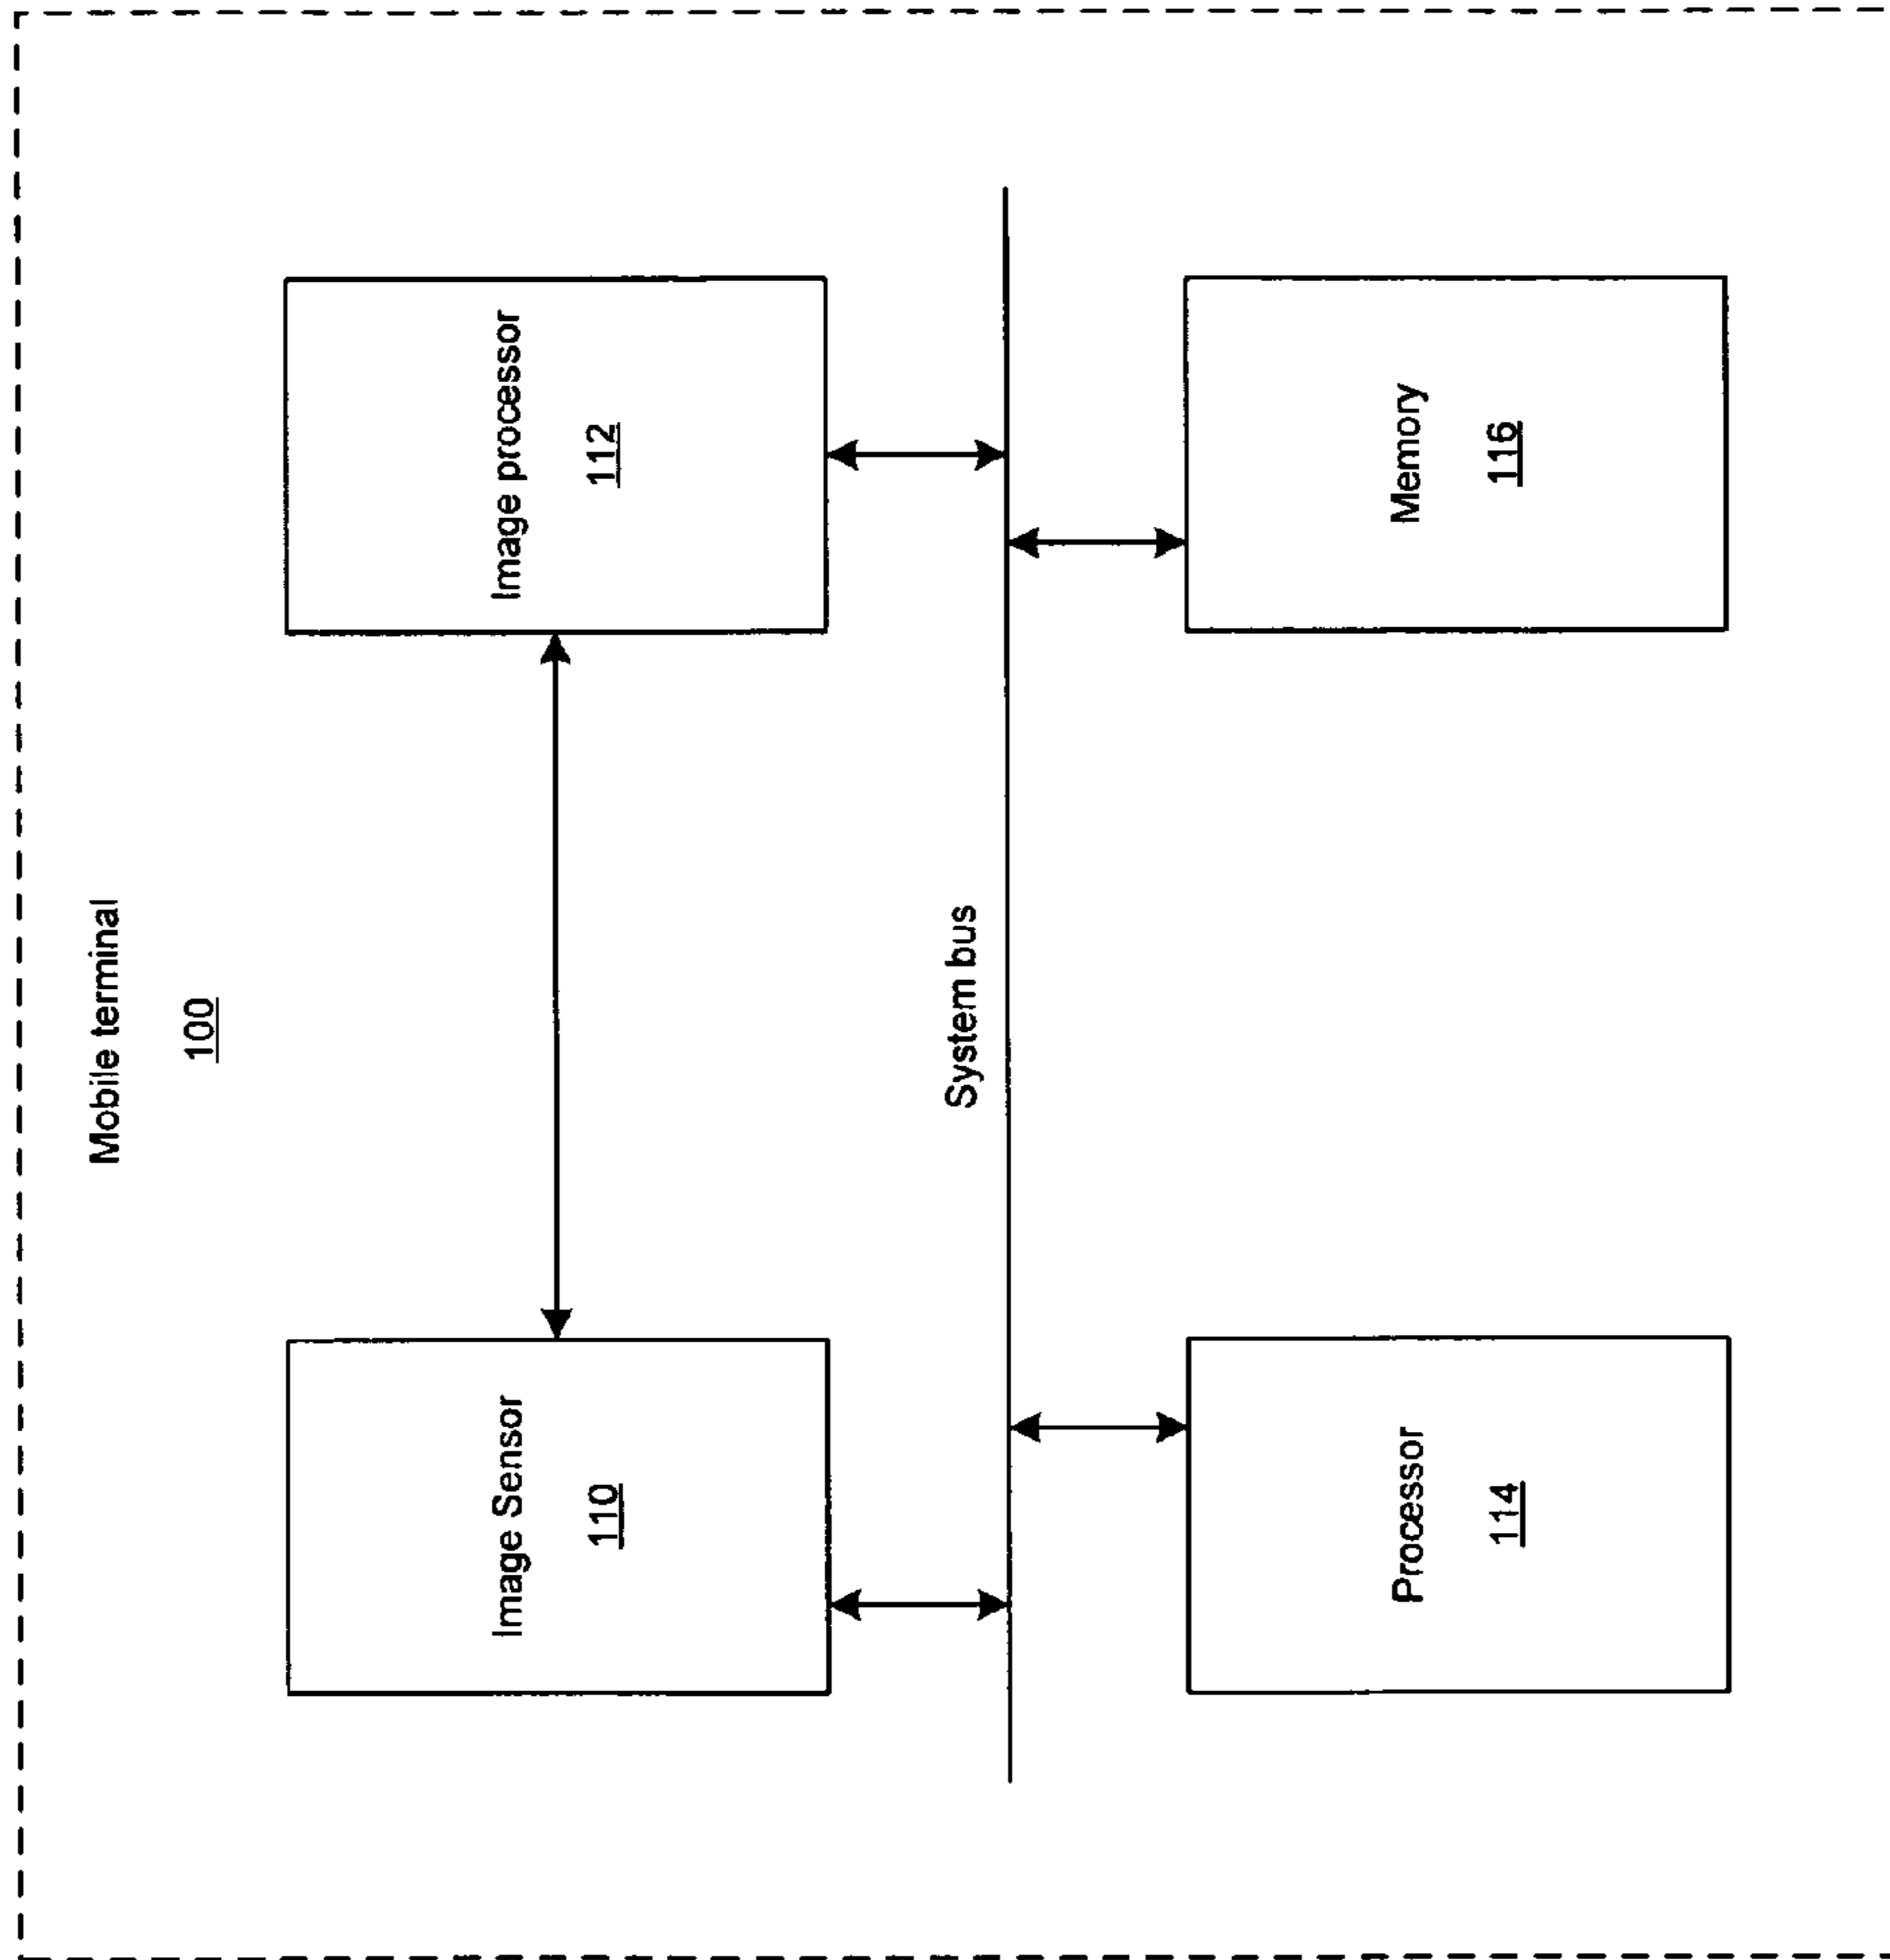 Mobile terminal
100
Image Sensor
110
Image processor
112
System bus
Processor
114
Memory
116